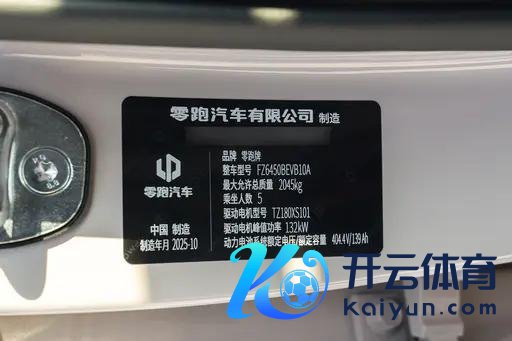 零跑汽车有限公司 制造
品牌 零跑牌
整车型号 FZ6450BEVB10A
最大允许总质量 2045kg
乘坐人数 5
驱动电机型号 TZ180XS101
驱动电机峰值功率 132kW
动力电池系统额定电压/额定容量 404.4V/139Ah
零跑汽车
中国 制造
制造年月 2025-10
开云体育
Kaiyun.com